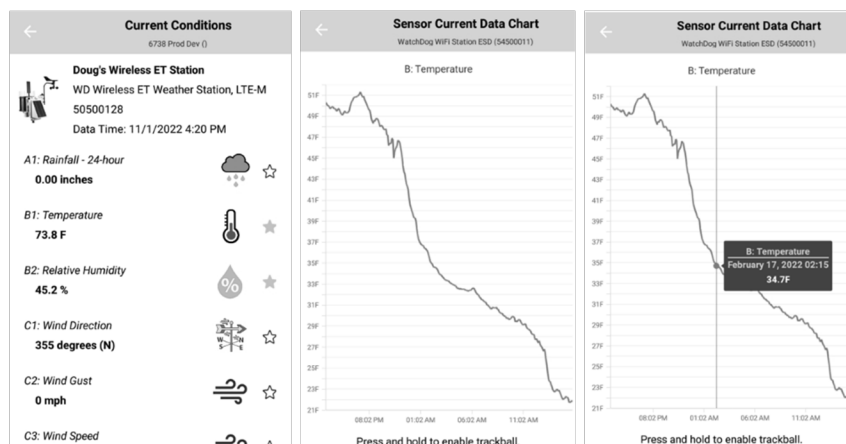 Current Conditions
6738 Prod Dev ()
Doug's Wireless ET Station
WD Wireless ET Weather Station, LTE-M
50500128
Data Time: 11/1/2022 4:20 PM
A1: Rainfall - 24-hour
0.00 inches
B1: Temperature
73.8 F
B2: Relative Humidity
45.2 %
%
C1: Wind Direction
355 degrees (N)
W N
S E
C2: Wind Gust
0 mph
C3: Wind Speed
Sensor Current Data Chart
WatchDog WiFi Station ESD (54500011)
B: Temperature
51F
49F
47F
45F
43F
41F
39F
37F
35F
33F
31F
29F
27F
25F
23F
21F
08:02 PM 01:02 AM 06:02 AM 11:02 AM
Press and hold to enable trackball.
Sensor Current Data Chart
WatchDog WiFi Station ESD (54500011)
B: Temperature
51F
49F
47F
45F
43F
41F
39F
37F
35F
33F
31F
29F
27F
25F
23F
21F
B: Temperature
February 17, 2022 02:15
34.7F
08:02 PM 01:02 AM 06:02 AM 11:02 AM
Press and hold to enable trackball.